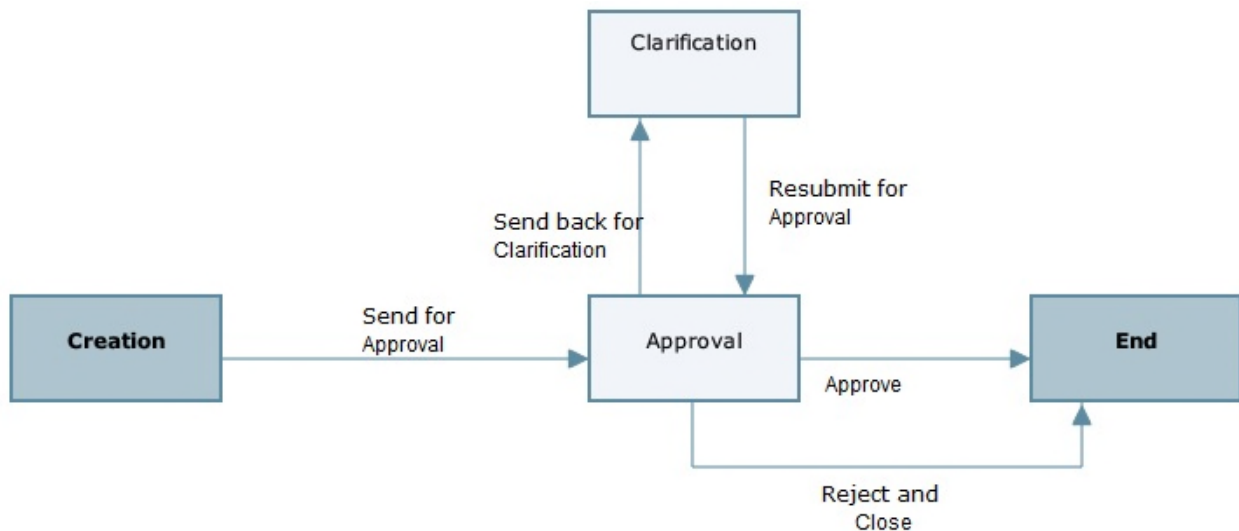 Clarification
Resubmit for
Approval
Send back for
Clarification
Creation
Send for
Approval
Approval
Approve
End
Reject and
Close